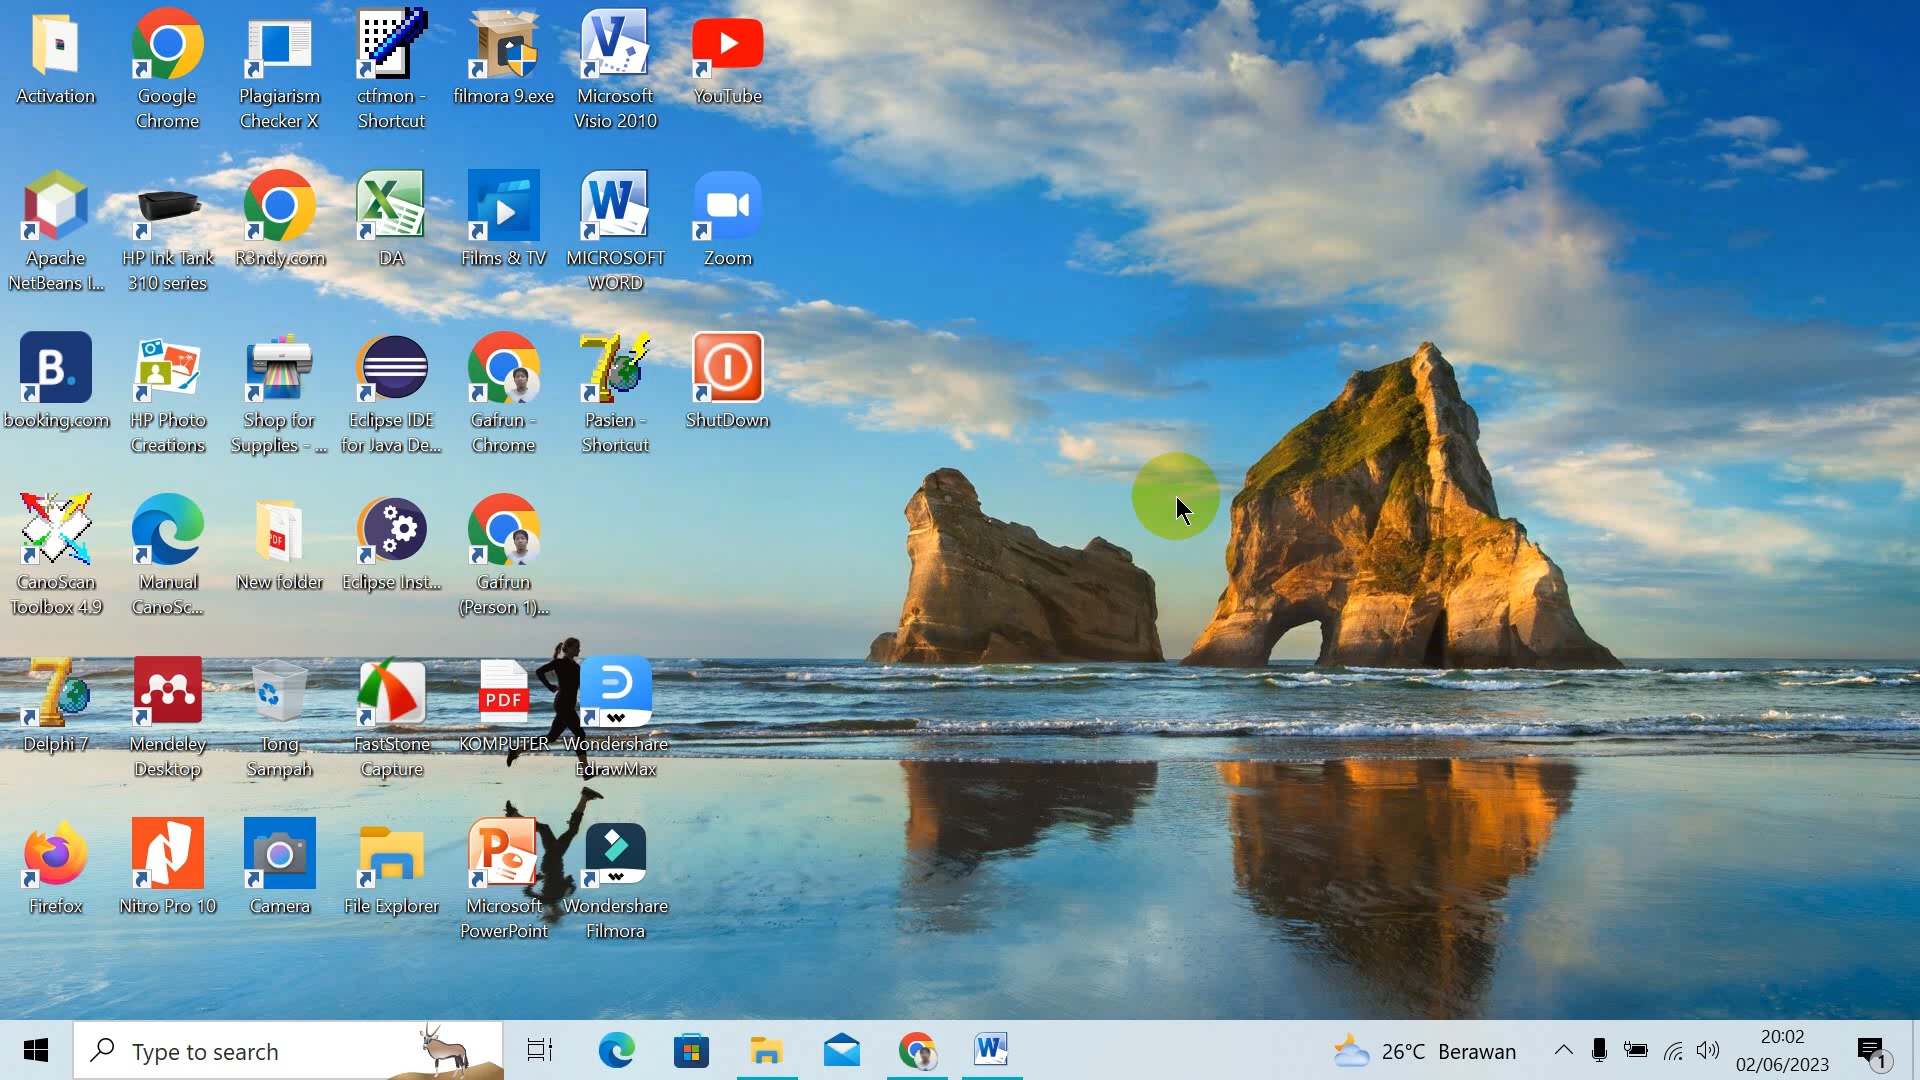 Activation
Google
Chrome
Plagiarism
Checker X
ctfmon -
Shortcut
filmora 9.exe
Microsoft
Visio 2010
YouTube
Apache
NetBeans I...
HP Ink Tank
310 series
R3ndy.com
DA
Films & TV
MICROSOFT
WORD
Zoom
booking.com
HP Photo
Creations
Shop for
Supplies - ...
Eclipse IDE
for Java De...
Gafrun -
Chrome
Pasien -
Shortcut
ShutDown
CanoScan
Toolbox 4.9
Manual
CanoSc...
PDF
New folder
Eclipse Inst...
Gafrun
(Person 1)...
Delphi 7
Mendeley
Desktop
Tong
Sampah
FastStone
Capture
PDF
KOMPUTER
Wondershare
EdrawMax
Firefox
Nitro Pro 10
Camera
File Explorer
Microsoft
PowerPoint
Wondershare
Filmora
Type to search
26°C Berawan
20:02
02/06/2023
1